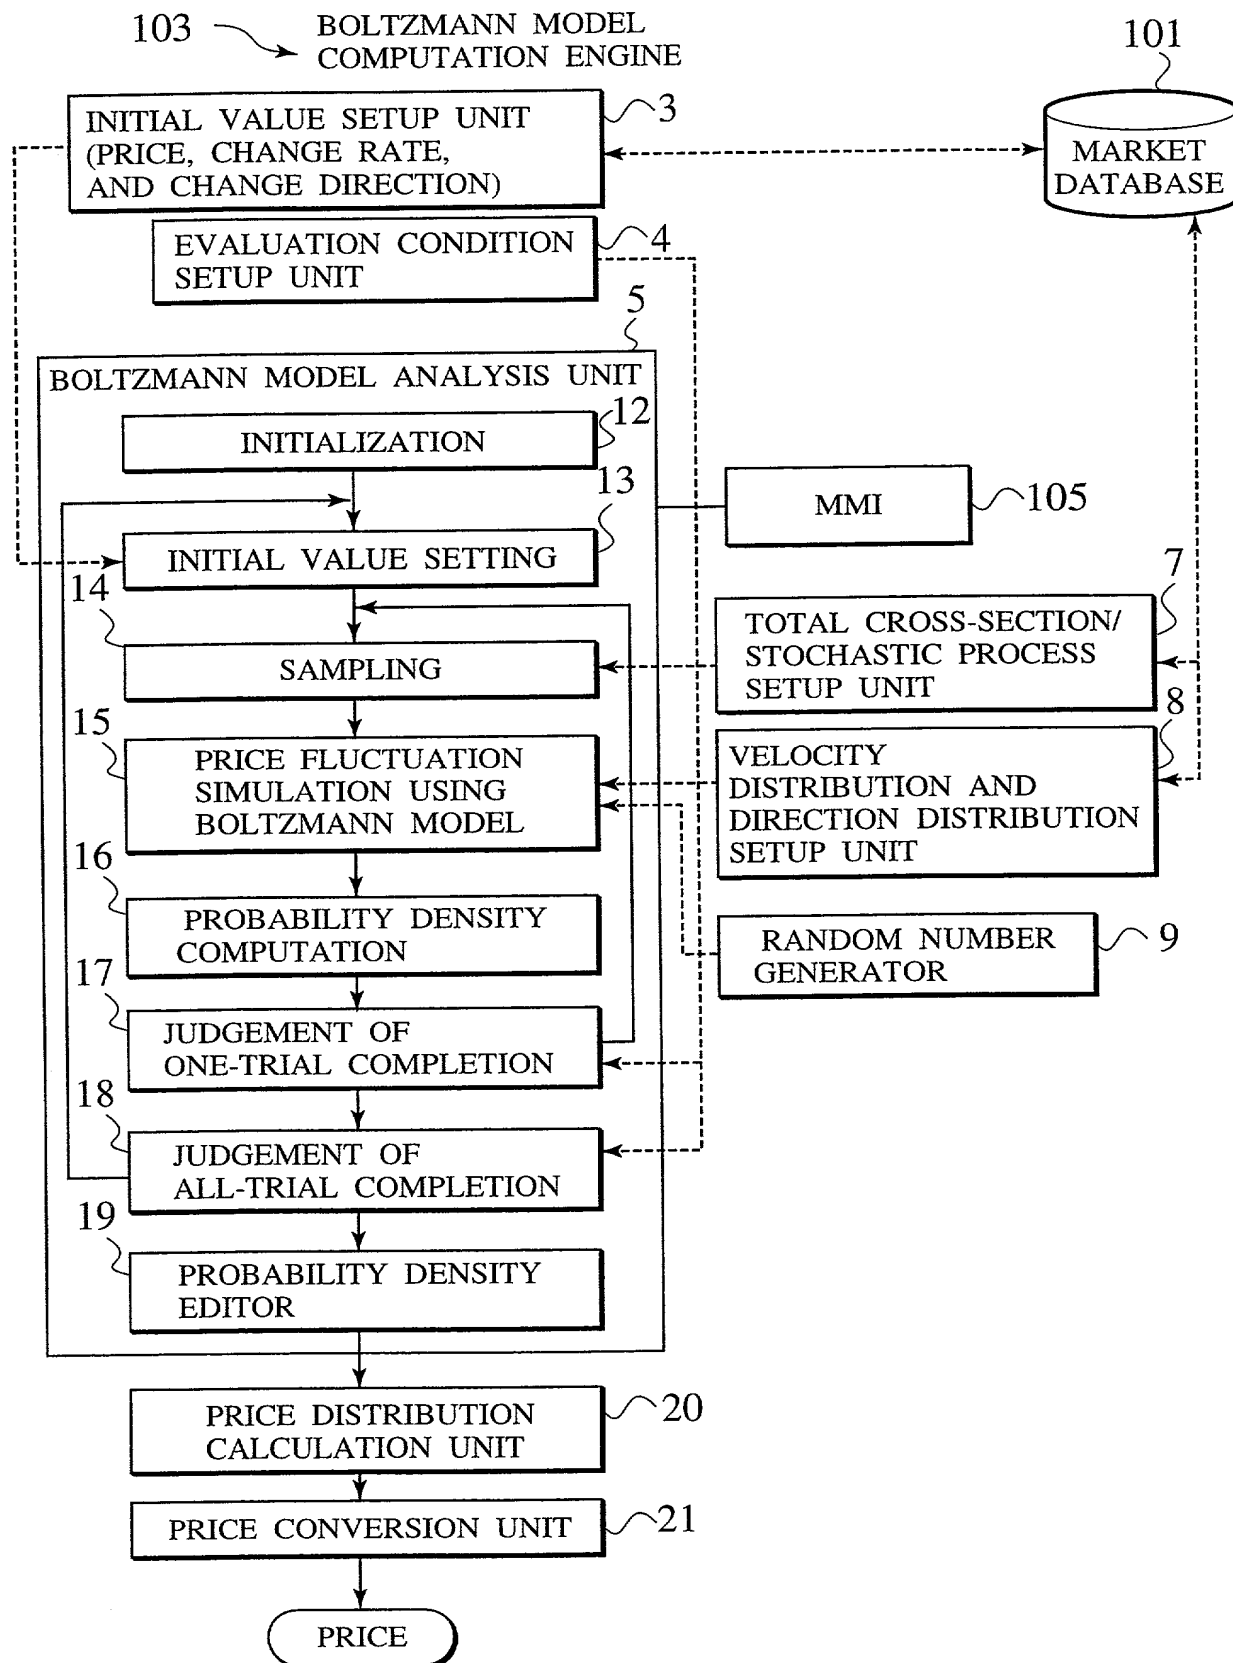 103
BOLTZMANN MODEL
COMPUTATION ENGINE
101
3
INITIAL VALUE SETUP UNIT
(PRICE, CHANGE RATE,
AND CHANGE DIRECTION)
MARKET
DATABASE
4
EVALUATION CONDITION
SETUP UNIT
5
BOLTZMANN MODEL ANALYSIS UNIT
12
INITIALIZATION
13
INITIAL VALUE SETTING
MMI
105
14
SAMPLING
7
TOTAL CROSS-SECTION/
STOCHASTIC PROCESS
SETUP UNIT
15
PRICE FLUCTUATION
SIMULATION USING
BOLTZMANN MODEL
8
VELOCITY
DISTRIBUTION AND
DIRECTION DISTRIBUTION
SETUP UNIT
16
PROBABILITY DENSITY
COMPUTATION
RANDOM NUMBER
GENERATOR
9
17
JUDGEMENT OF
ONE-TRIAL COMPLETION
18
JUDGEMENT OF
ALL-TRIAL COMPLETION
19
PROBABILITY DENSITY
EDITOR
PRICE DISTRIBUTION
CALCULATION UNIT
20
PRICE CONVERSION UNIT
21
PRICE